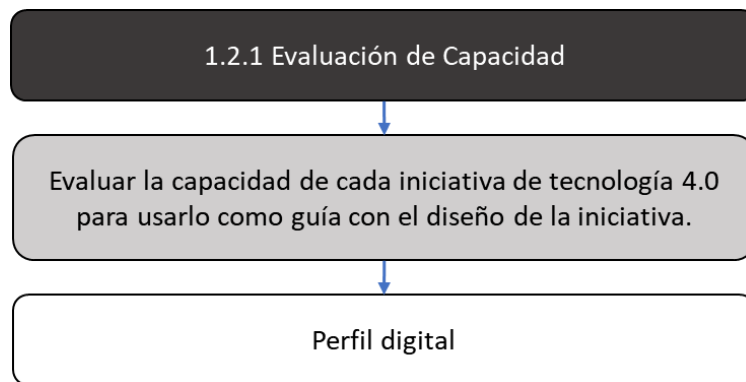 1.2.1 Evaluación de Capacidad
Evaluar la capacidad de cada iniciativa de tecnología 4.0
para usarlo como guía con el diseño de la iniciativa.
Perfil digital